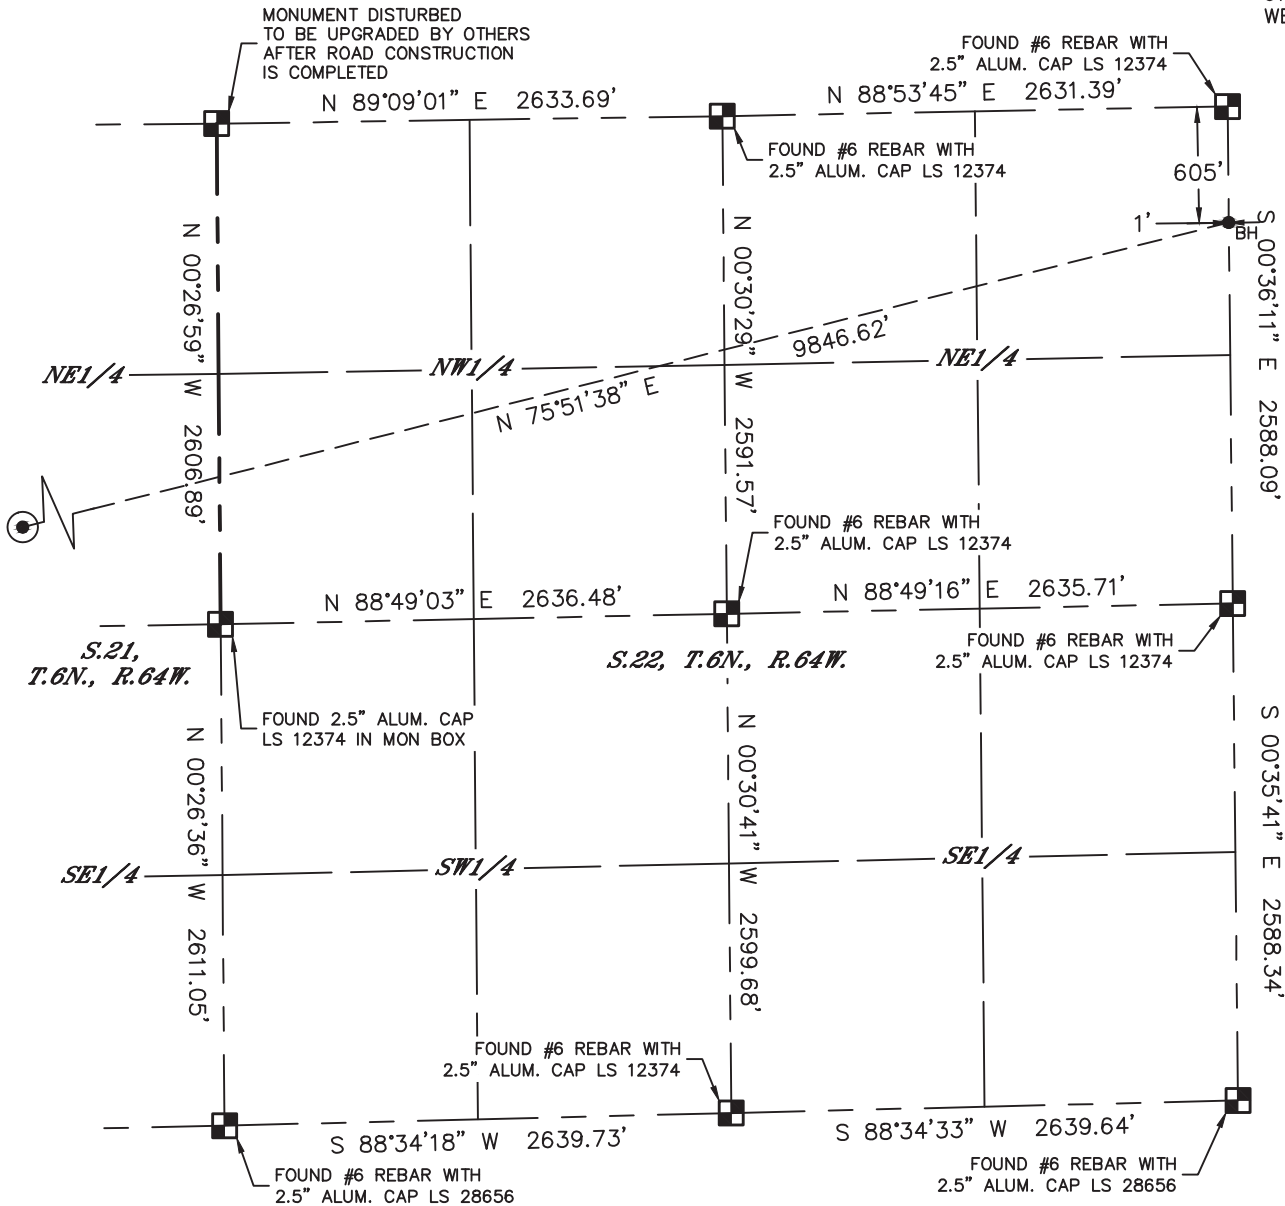 MONUMENT DISTURBED
TO BE UPGRADED BY OTHERS
AFTER ROAD CONSTRUCTION
IS COMPLETED
FOUND #6 REBAR WITH
2.5" ALUM. CAP LS 12374
N 89°09'01" E 2633.69'
N 88°53'45" E 2631.39'
FOUND #6 REBAR WITH
2.5" ALUM. CAP LS 12374
605'
1'
BH
N 00°26'59" W 2606.89'
N 00°30'29" W 2591.57'
S 00°36'11" E 2588.09'
9846.62'
N 75°51'38" E
NE1/4
NW1/4
NE1/4
FOUND #6 REBAR WITH
2.5" ALUM. CAP LS 12374
N 88°49'03" E 2636.48'
N 88°49'16" E 2635.71'
S.21,
T.6N., R.64W.
S.22, T.6N., R.64W.
FOUND #6 REBAR WITH
2.5" ALUM. CAP LS 12374
FOUND 2.5" ALUM. CAP
LS 12374 IN MON BOX
N 00°26'36" W 2611.05'
N 00°30'41" W 2599.68'
S 00°35'41" E 2588.34'
SE1/4
SW1/4
SE1/4
FOUND #6 REBAR WITH
2.5" ALUM. CAP LS 12374
S 88°34'18" W 2639.73'
S 88°34'33" W 2639.64'
FOUND #6 REBAR WITH
2.5" ALUM. CAP LS 28656
FOUND #6 REBAR WITH
2.5" ALUM. CAP LS 28656